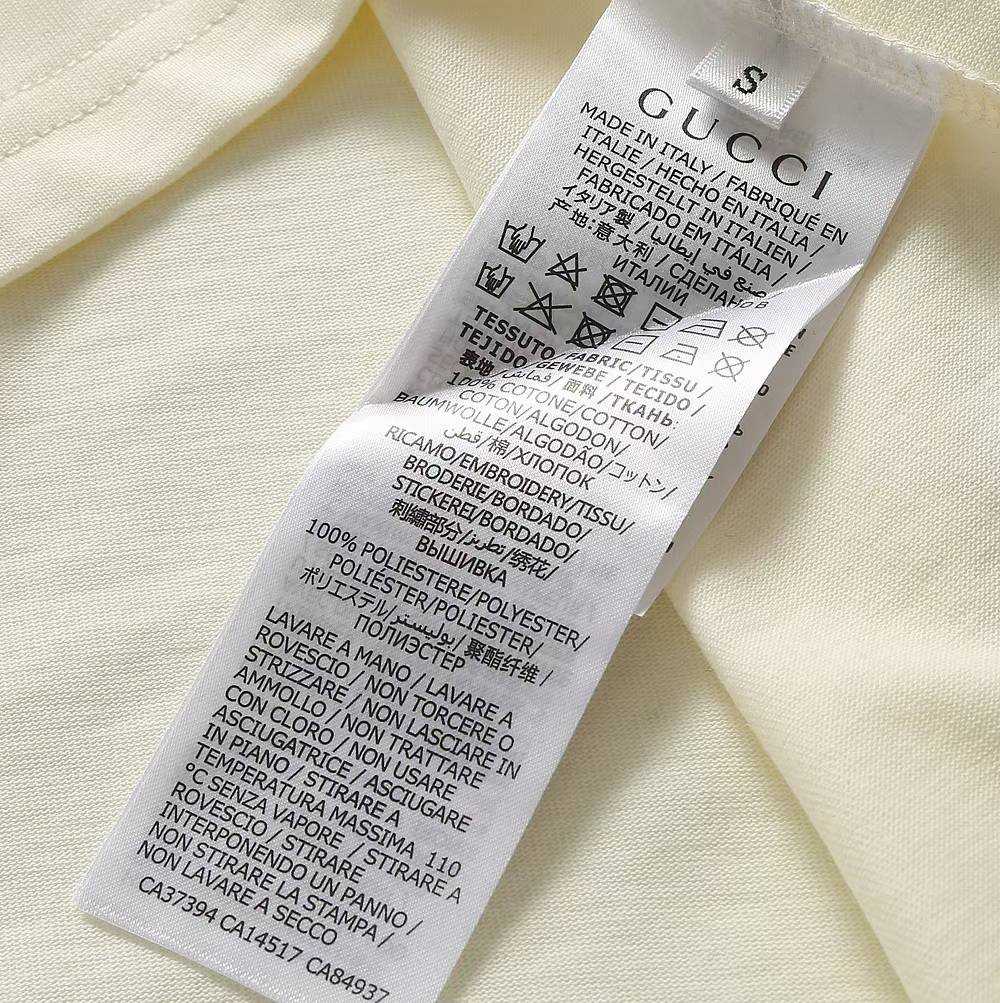 S
GUCCI
MADE IN ITALY / FABRIQUÉ EN
ITALIE / HECHO EN ITALIA /
HERGESTELLT IN ITALIEN /
FABRICADO EM ITALIA /
イタリア製 / صنع في إيطاليا /
产地:意大利 / СДЕЛАНО В
ИТАЛИИ
TESSUTO/FABRIC/TISSU/
TEJIDO/GEWEBE/TECIDO/
表地/قماش/面料/ТКАНЬ:
100% COTONE/COTTON/
COTON/ALGODON/
BAUMWOLLE/ALGODÃO/コットン/
قطن/棉/ХЛОПОК
RICAMO/EMBROIDERY/TISSU/
BRODERIE/BORDADO/
STICKEREI/BORDADO/
刺繡部分/تطريز/绣花/
ВЫШИВКА
100% POLIESTERE/POLYESTER/
POLIÉSTER/POLIESTER/
ポリエステル/بوليستر/聚酯纤维/
ПОЛИЭСТЕР
LAVARE A MANO / LAVARE A
ROVESCIO / NON TORCERE O
STRIZZARE / NON LASCIARE IN
AMMOLLO / NON TRATTARE
CON CLORO / NON USARE
ASCIUGATRICE / ASCIUGARE
IN PIANO / STIRARE A
TEMPERATURA MASSIMA 110
°C SENZA VAPORE / STIRARE A
ROVESCIO / STIRARE
INTERPONENDO UN PANNO /
NON STIRARE LA STAMPA /
NON LAVARE A SECCO
CA37394 CA14517 CA84937